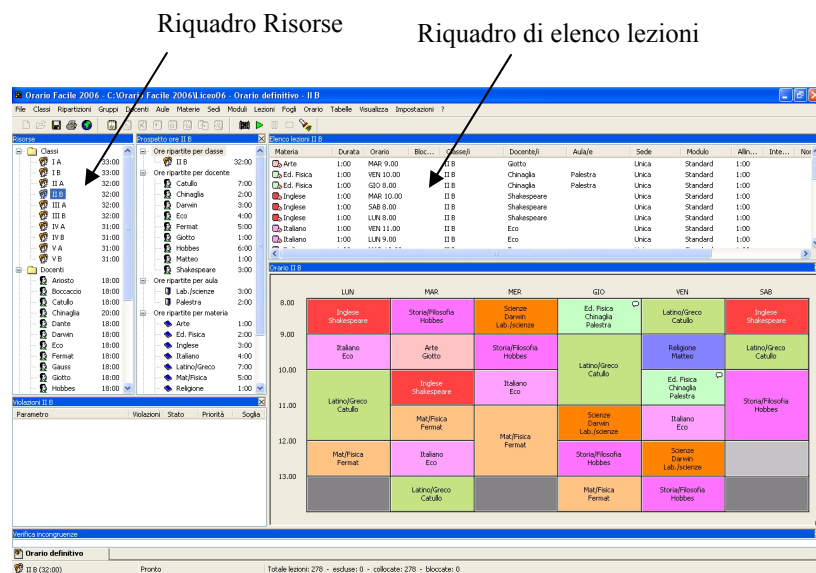 Riquadro Risorse
Riquadro di elenco lezioni
Orario Facile 2006 - C:\Orario Facile 2006\Liceo06 - Orario definitivo - II B
File Classi Ripartizioni Gruppi Docenti Aule Materie Sedi Moduli Lezioni Fogli Orario Tabelle Visualizza Impostazioni ?
Risorse
Classi
I A 33:00
I B 33:00
II A 32:00
II B 32:00
III A 32:00
III B 32:00
IV A 31:00
IV B 31:00
V A 31:00
V B 31:00
Docenti
Ariosto 18:00
Boccaccio 18:00
Catullo 18:00
Chinaglia 20:00
Dante 18:00
Darwin 18:00
Eco 18:00
Fermat 18:00
Gauss 18:00
Giotto 18:00
Hobbes 18:00
Prospetto ore II B
Ore ripartite per classe
II B 32:00
Ore ripartite per docente
Catullo 7:00
Chinaglia 2:00
Darwin 3:00
Eco 4:00
Fermat 5:00
Giotto 1:00
Hobbes 6:00
Matteo 1:00
Shakespeare 3:00
Ore ripartite per aula
Lab./scienze 3:00
Palestra 2:00
Ore ripartite per materia
Arte 1:00
Ed. Fisica 2:00
Inglese 3:00
Italiano 4:00
Latino/Greco 7:00
Mat/Fisica 5:00
Religione 1:00
Elenco lezioni II B
Materia Durata Orario Bloc... Classe/i Docente/i Aula/e Sede Modulo Allin... Inte... Nor
Arte 1:00 MAR 9.00 II B Giotto Unica Standard 1:00
Ed. Fisica 1:00 VEN 10.00 II B Chinaglia Palestra Unica Standard 1:00
Ed. Fisica 1:00 GIO 8.00 II B Chinaglia Palestra Unica Standard 1:00
Inglese 1:00 MAR 10.00 II B Shakespeare Unica Standard 1:00
Inglese 1:00 SAB 8.00 II B Shakespeare Unica Standard 1:00
Inglese 1:00 LUN 8.00 II B Shakespeare Unica Standard 1:00
Italiano 1:00 VEN 11.00 II B Eco Unica Standard 1:00
Italiano 1:00 LUN 9.00 II B Eco Unica Standard 1:00
Orario II B
LUN MAR MER GIO VEN SAB
8.00
Inglese
Shakespeare
Storia/Filosofia
Hobbes
Scienze
Darwin
Lab./scienze
Ed. Fisica
Chinaglia
Palestra
Latino/Greco
Catullo
Inglese
Shakespeare
9.00
Italiano
Eco
Arte
Giotto
Storia/Filosofia
Hobbes
Latino/Greco
Catullo
Religione
Matteo
Latino/Greco
Catullo
10.00
Latino/Greco
Catullo
Inglese
Shakespeare
Italiano
Eco
Ed. Fisica
Chinaglia
Palestra
Storia/Filosofia
Hobbes
11.00
Mat/Fisica
Fermat
Mat/Fisica
Fermat
Scienze
Darwin
Lab./scienze
Italiano
Eco
12.00
Mat/Fisica
Fermat
Italiano
Eco
Storia/Filosofia
Hobbes
Scienze
Darwin
Lab./scienze
13.00
Latino/Greco
Catullo
Mat/Fisica
Fermat
Storia/Filosofia
Hobbes
Violazioni II B
Parametro Violazioni Stato Priorità Soglia
Verifica incongruenze
Orario definitivo
II B (32:00) Pronto Totale lezioni: 278 - escluse: 0 - collocate: 278 - bloccate: 0